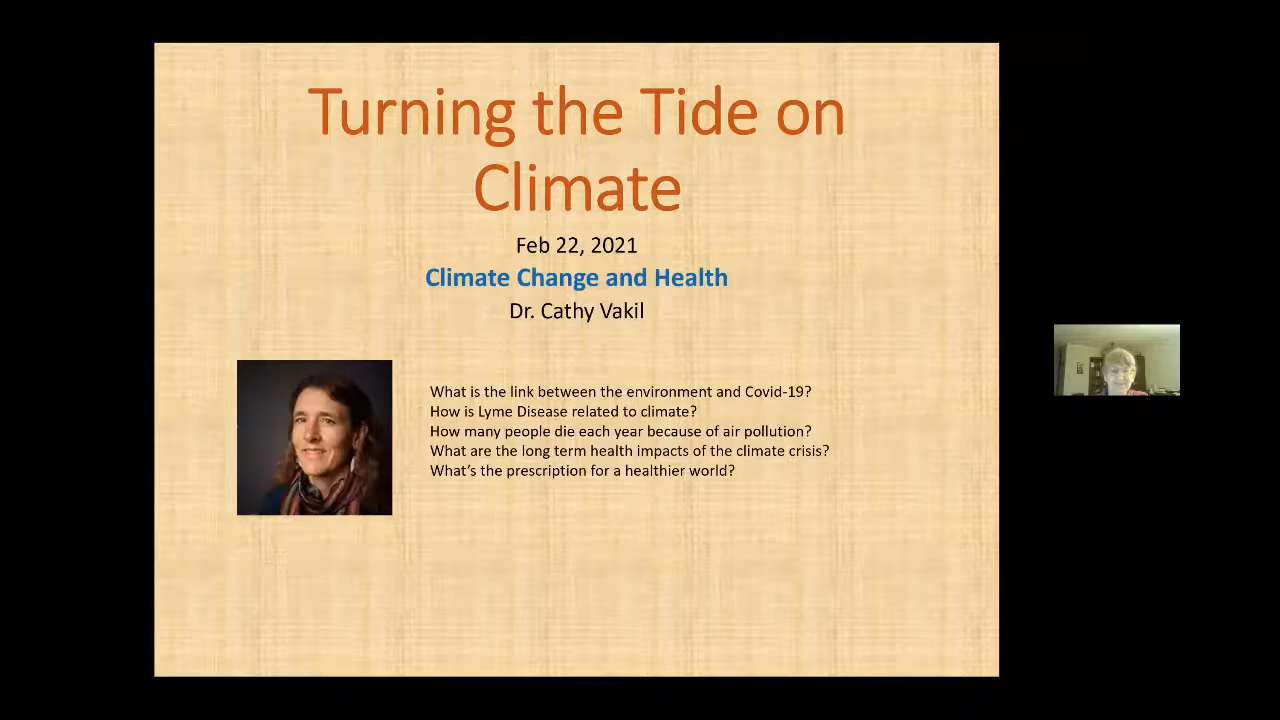 Turning the Tide on
Climate
Feb 22, 2021
Climate Change and Health
Dr. Cathy Vakil
What is the link between the environment and Covid-19?
How is Lyme Disease related to climate?
How many people die each year because of air pollution?
What are the long term health impacts of the climate crisis?
What's the prescription for a healthier world?